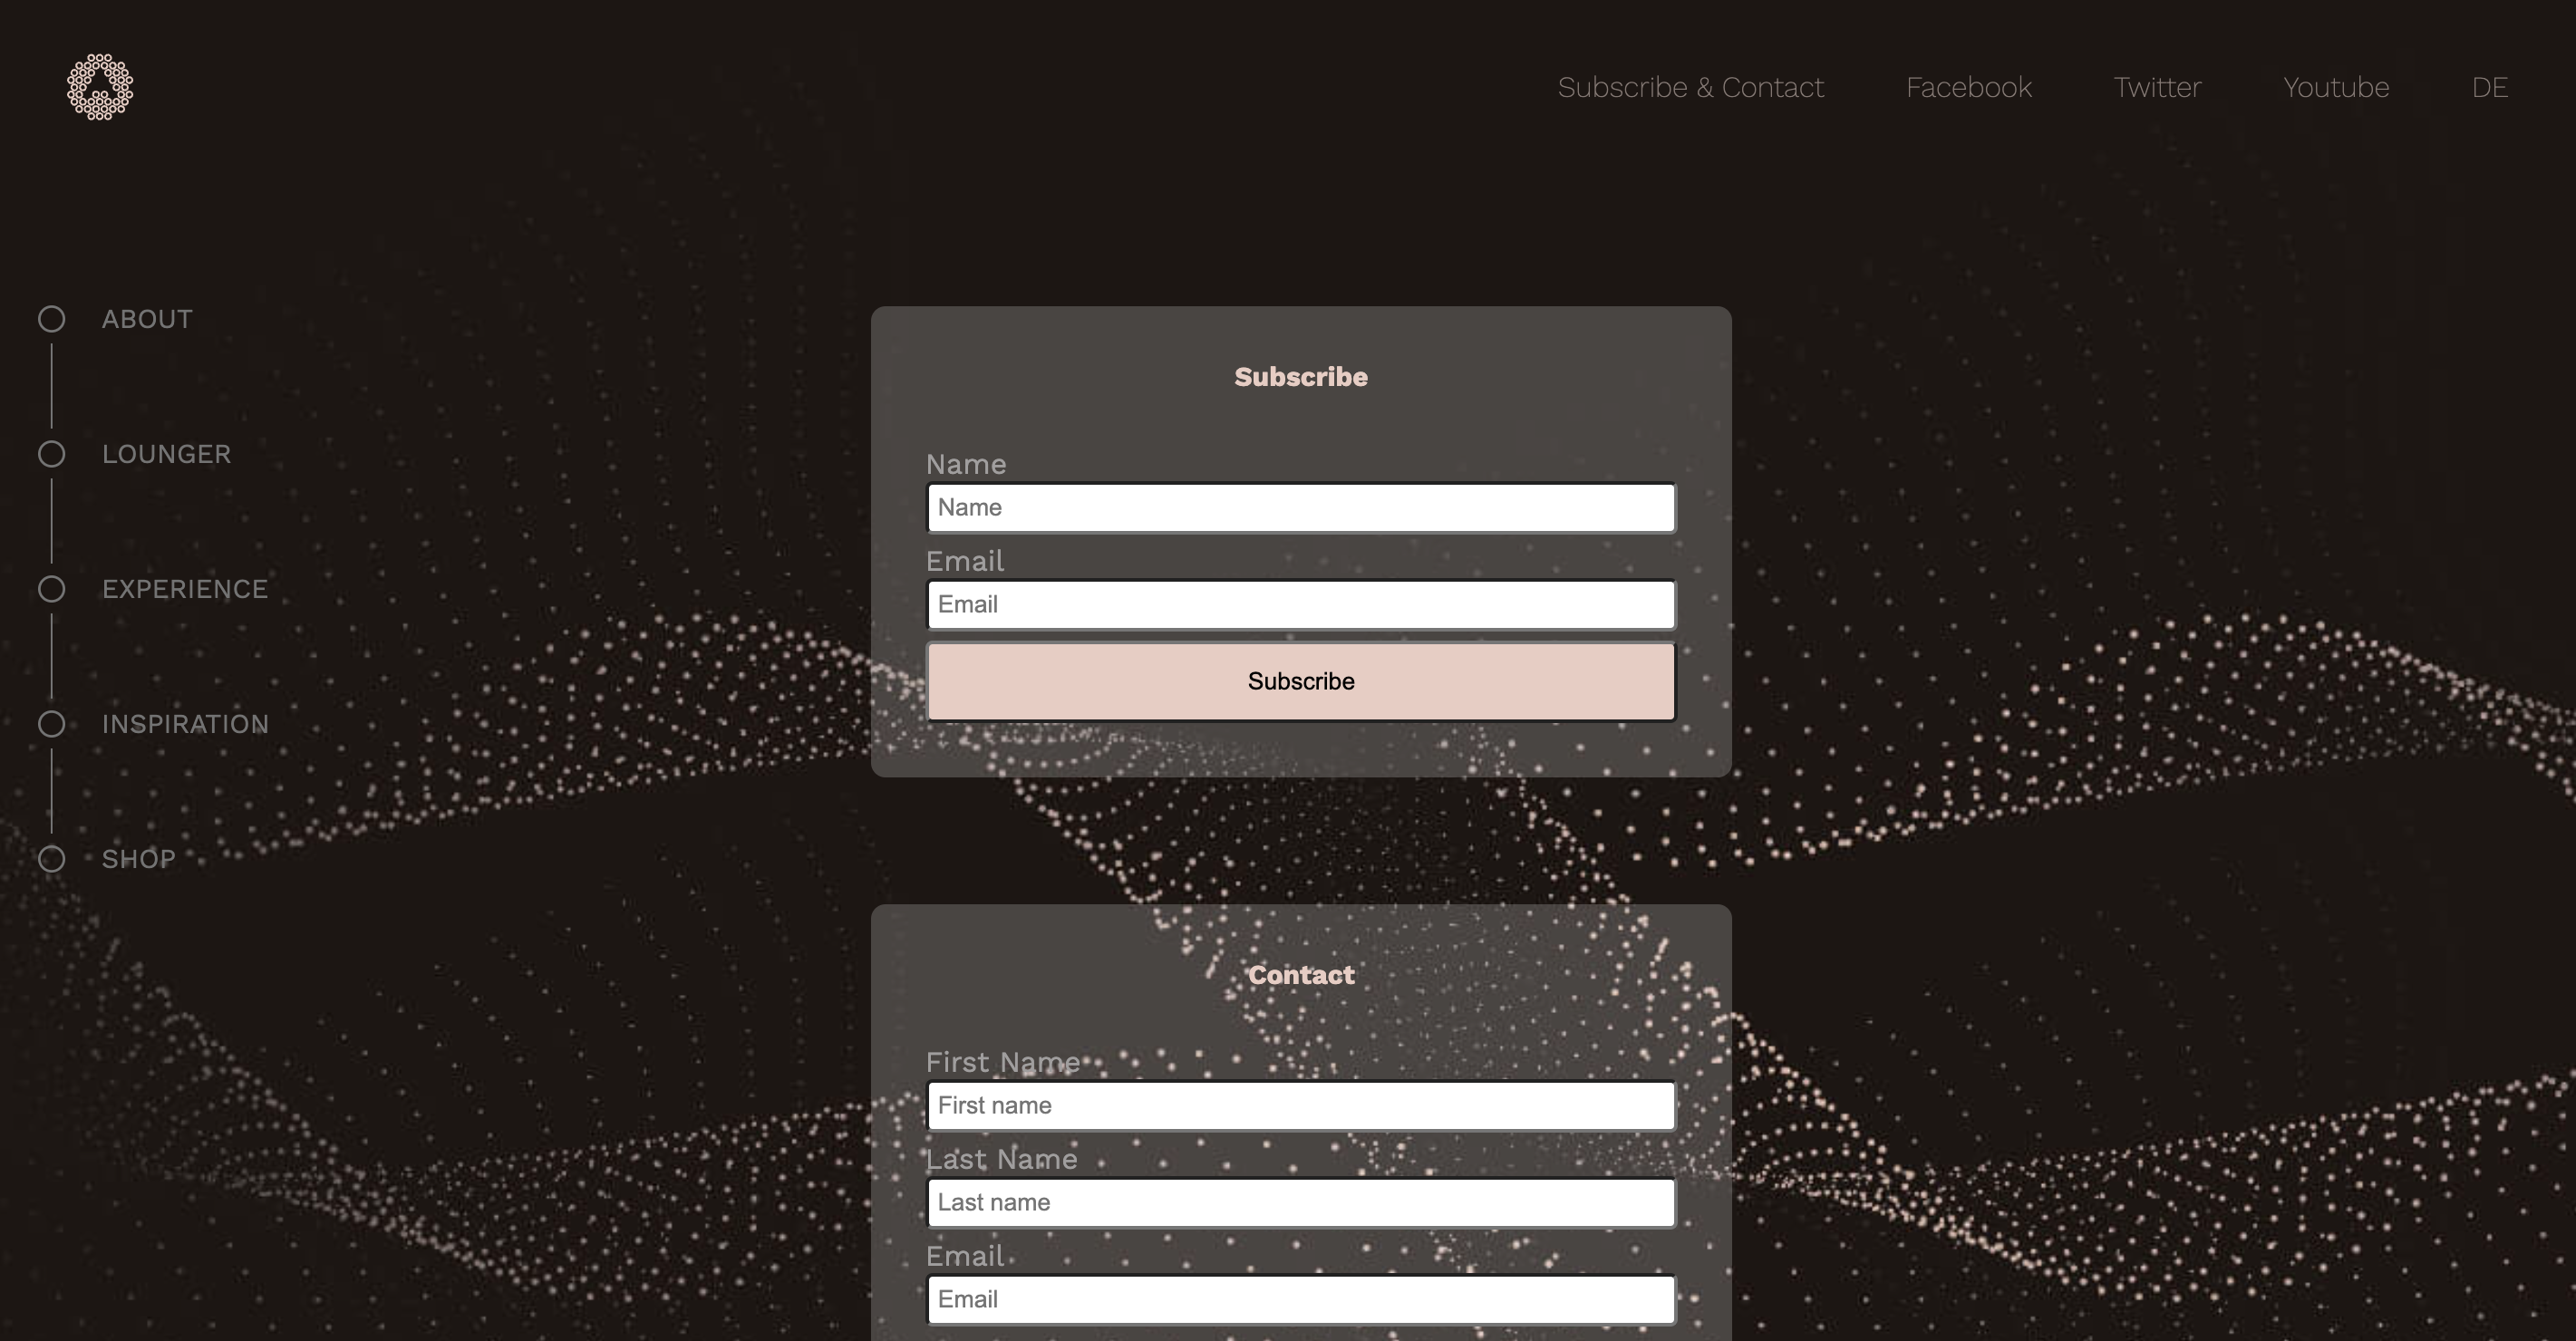 Subscribe & Contact Facebook Twitter Youtube DE
ABOUT
LOUNGER
EXPERIENCE
INSPIRATION
SHOP
Subscribe
Name
Name
Email
Email
Subscribe
Contact
First Name
First name
Last Name
Last name
Email
Email